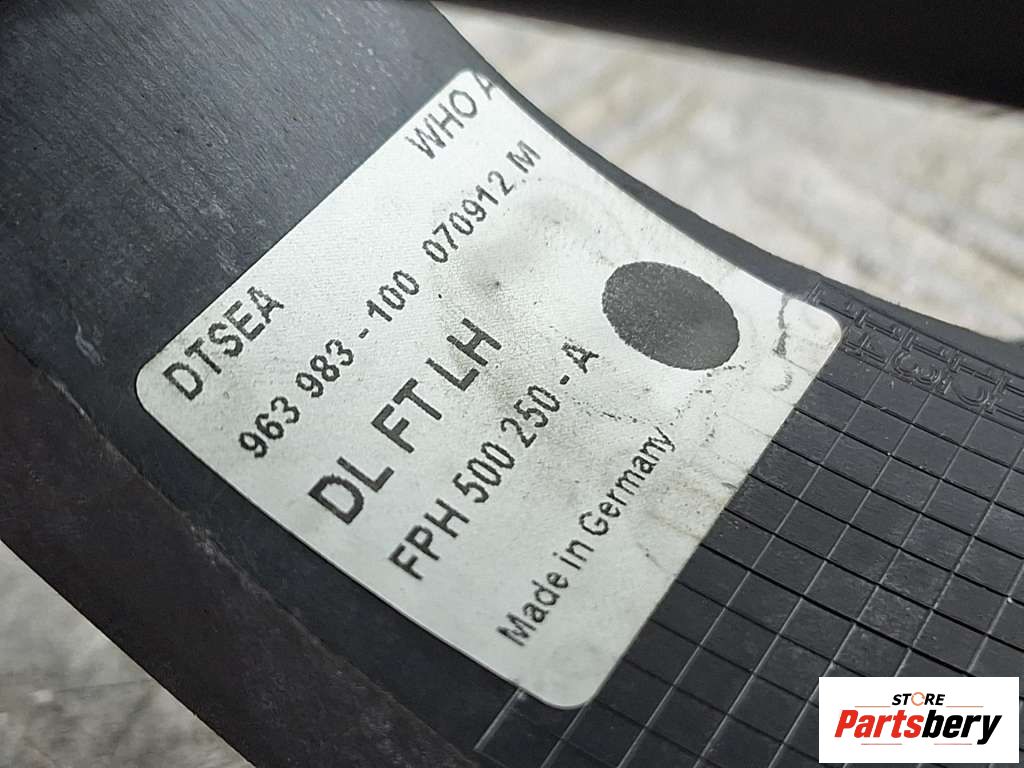 WHO A
DTSEA
963 983 - 100 070912 M
DL FT LH
FPH 500 250 - A
Made in Germany
STORE
Partsbery